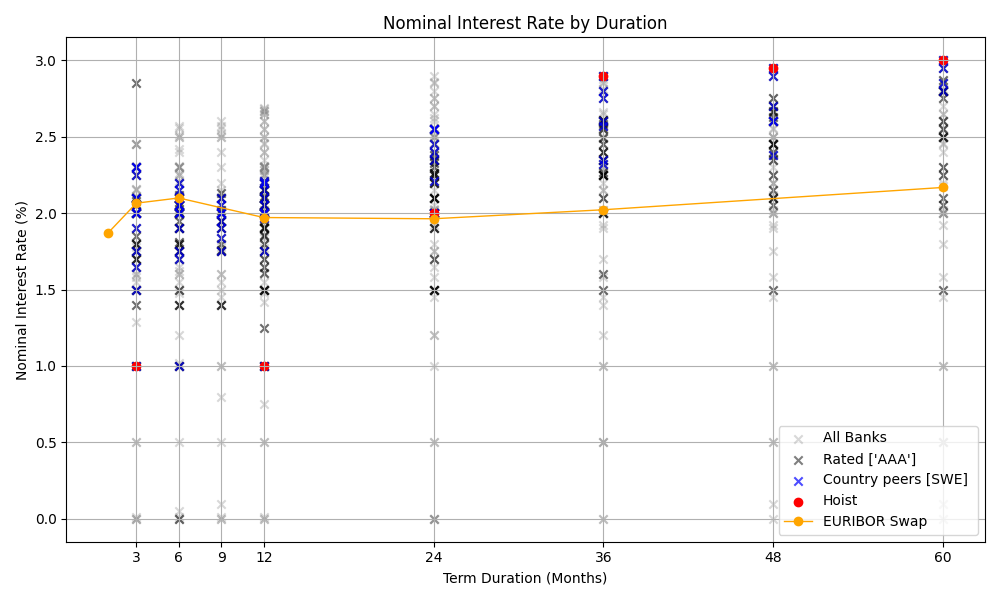 Nominal Interest Rate by Duration
Nominal Interest Rate (%)
3.0
2.5
2.0
1.5
1.0
0.5
0.0
3
6
9
12
24
36
48
60
Term Duration (Months)
All Banks
Rated ['AAA']
Country peers [SWE]
Hoist
EURIBOR Swap